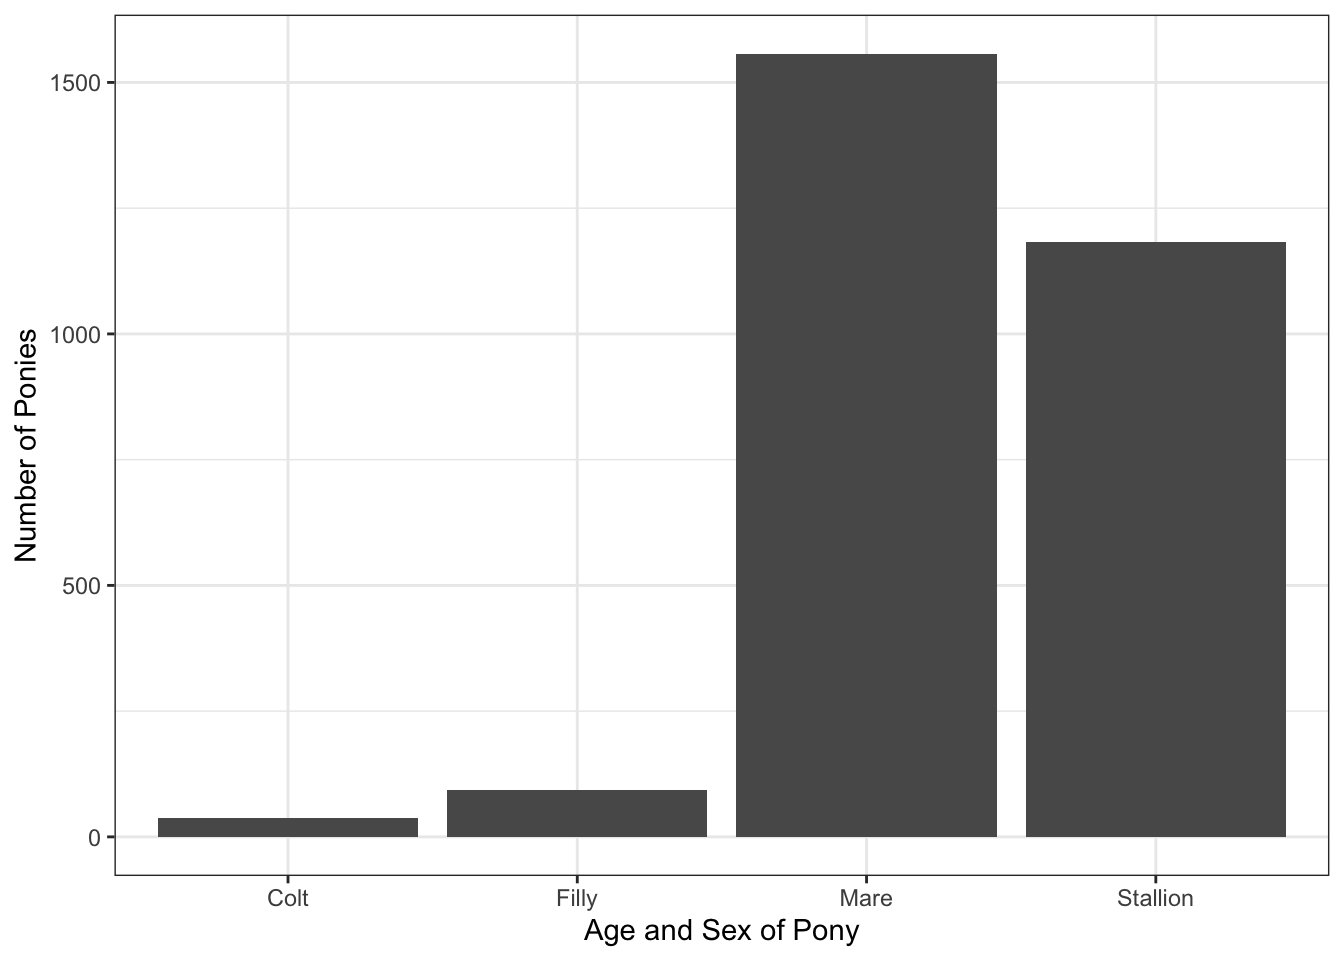 Number of Ponies
1500
1000
500
0
Colt Filly Mare Stallion
Age and Sex of Pony